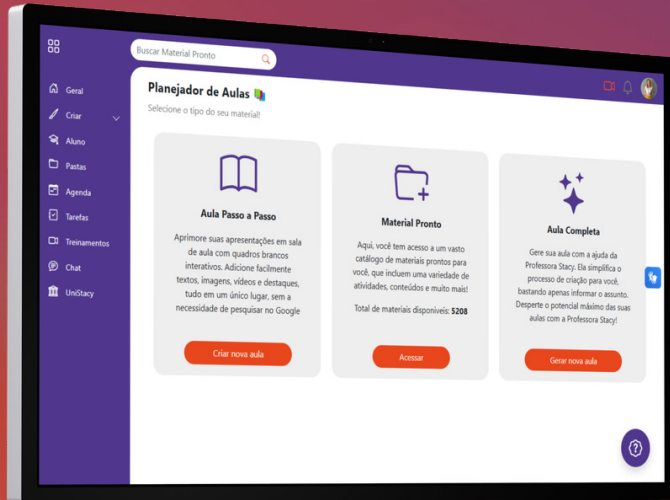 Buscar Material Pronto
Geral
Criar
Aluno
Pastas
Agenda
Tarefas
Treinamentos
Chat
UniStacy
Planejador de Aulas
Selecione o tipo do seu material!
Aula Passo a Passo
Aprimore suas apresentações em sala
de aula com quadros brancos
interativos. Adicione facilmente
textos, imagens, vídeos e destaques,
tudo em um único lugar, sem a
necessidade de pesquisar no Google
Criar nova aula
Material Pronto
Aqui, você tem acesso a um vasto
catálogo de materiais prontos para
você, que incluem uma variedade de
atividades, conteúdos e muito mais!
Total de materiais disponíveis: 5208
Acessar
Aula Completa
Gere sua aula com a ajuda da
Professora Stacy. Ela simplifica o
processo de criação para você,
bastando apenas informar o assunto.
Desperte o potencial máximo das suas
aulas com a Professora Stacy!
Gerar nova aula
?